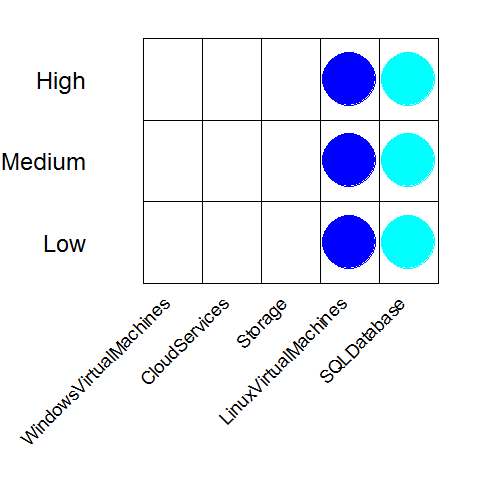 High
Medium
Low
WindowsVirtualMachines
CloudServices
Storage
LinuxVirtualMachines
SQLDatabase